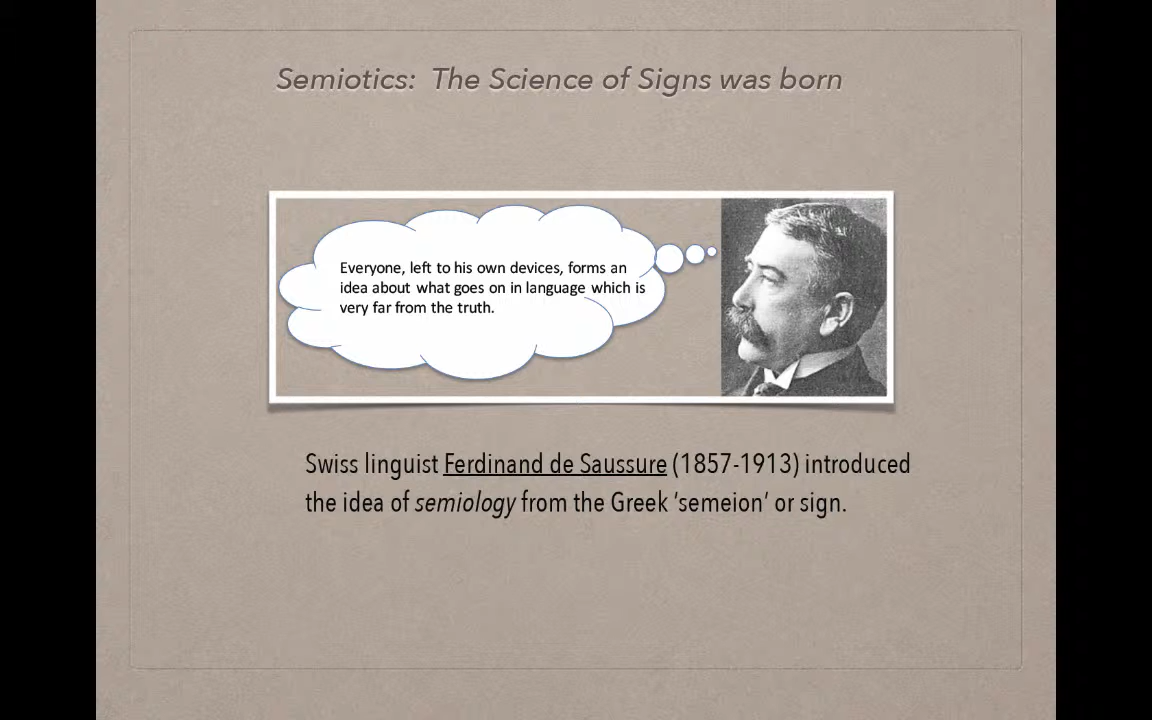 Semiotics: The Science of Signs was born
Everyone, left to his own devices, forms an
idea about what goes on in language which is
very far from the truth.
Swiss linguist Ferdinand de Saussure (1857-1913) introduced
the idea of semiology from the Greek ‘semeion’ or sign.